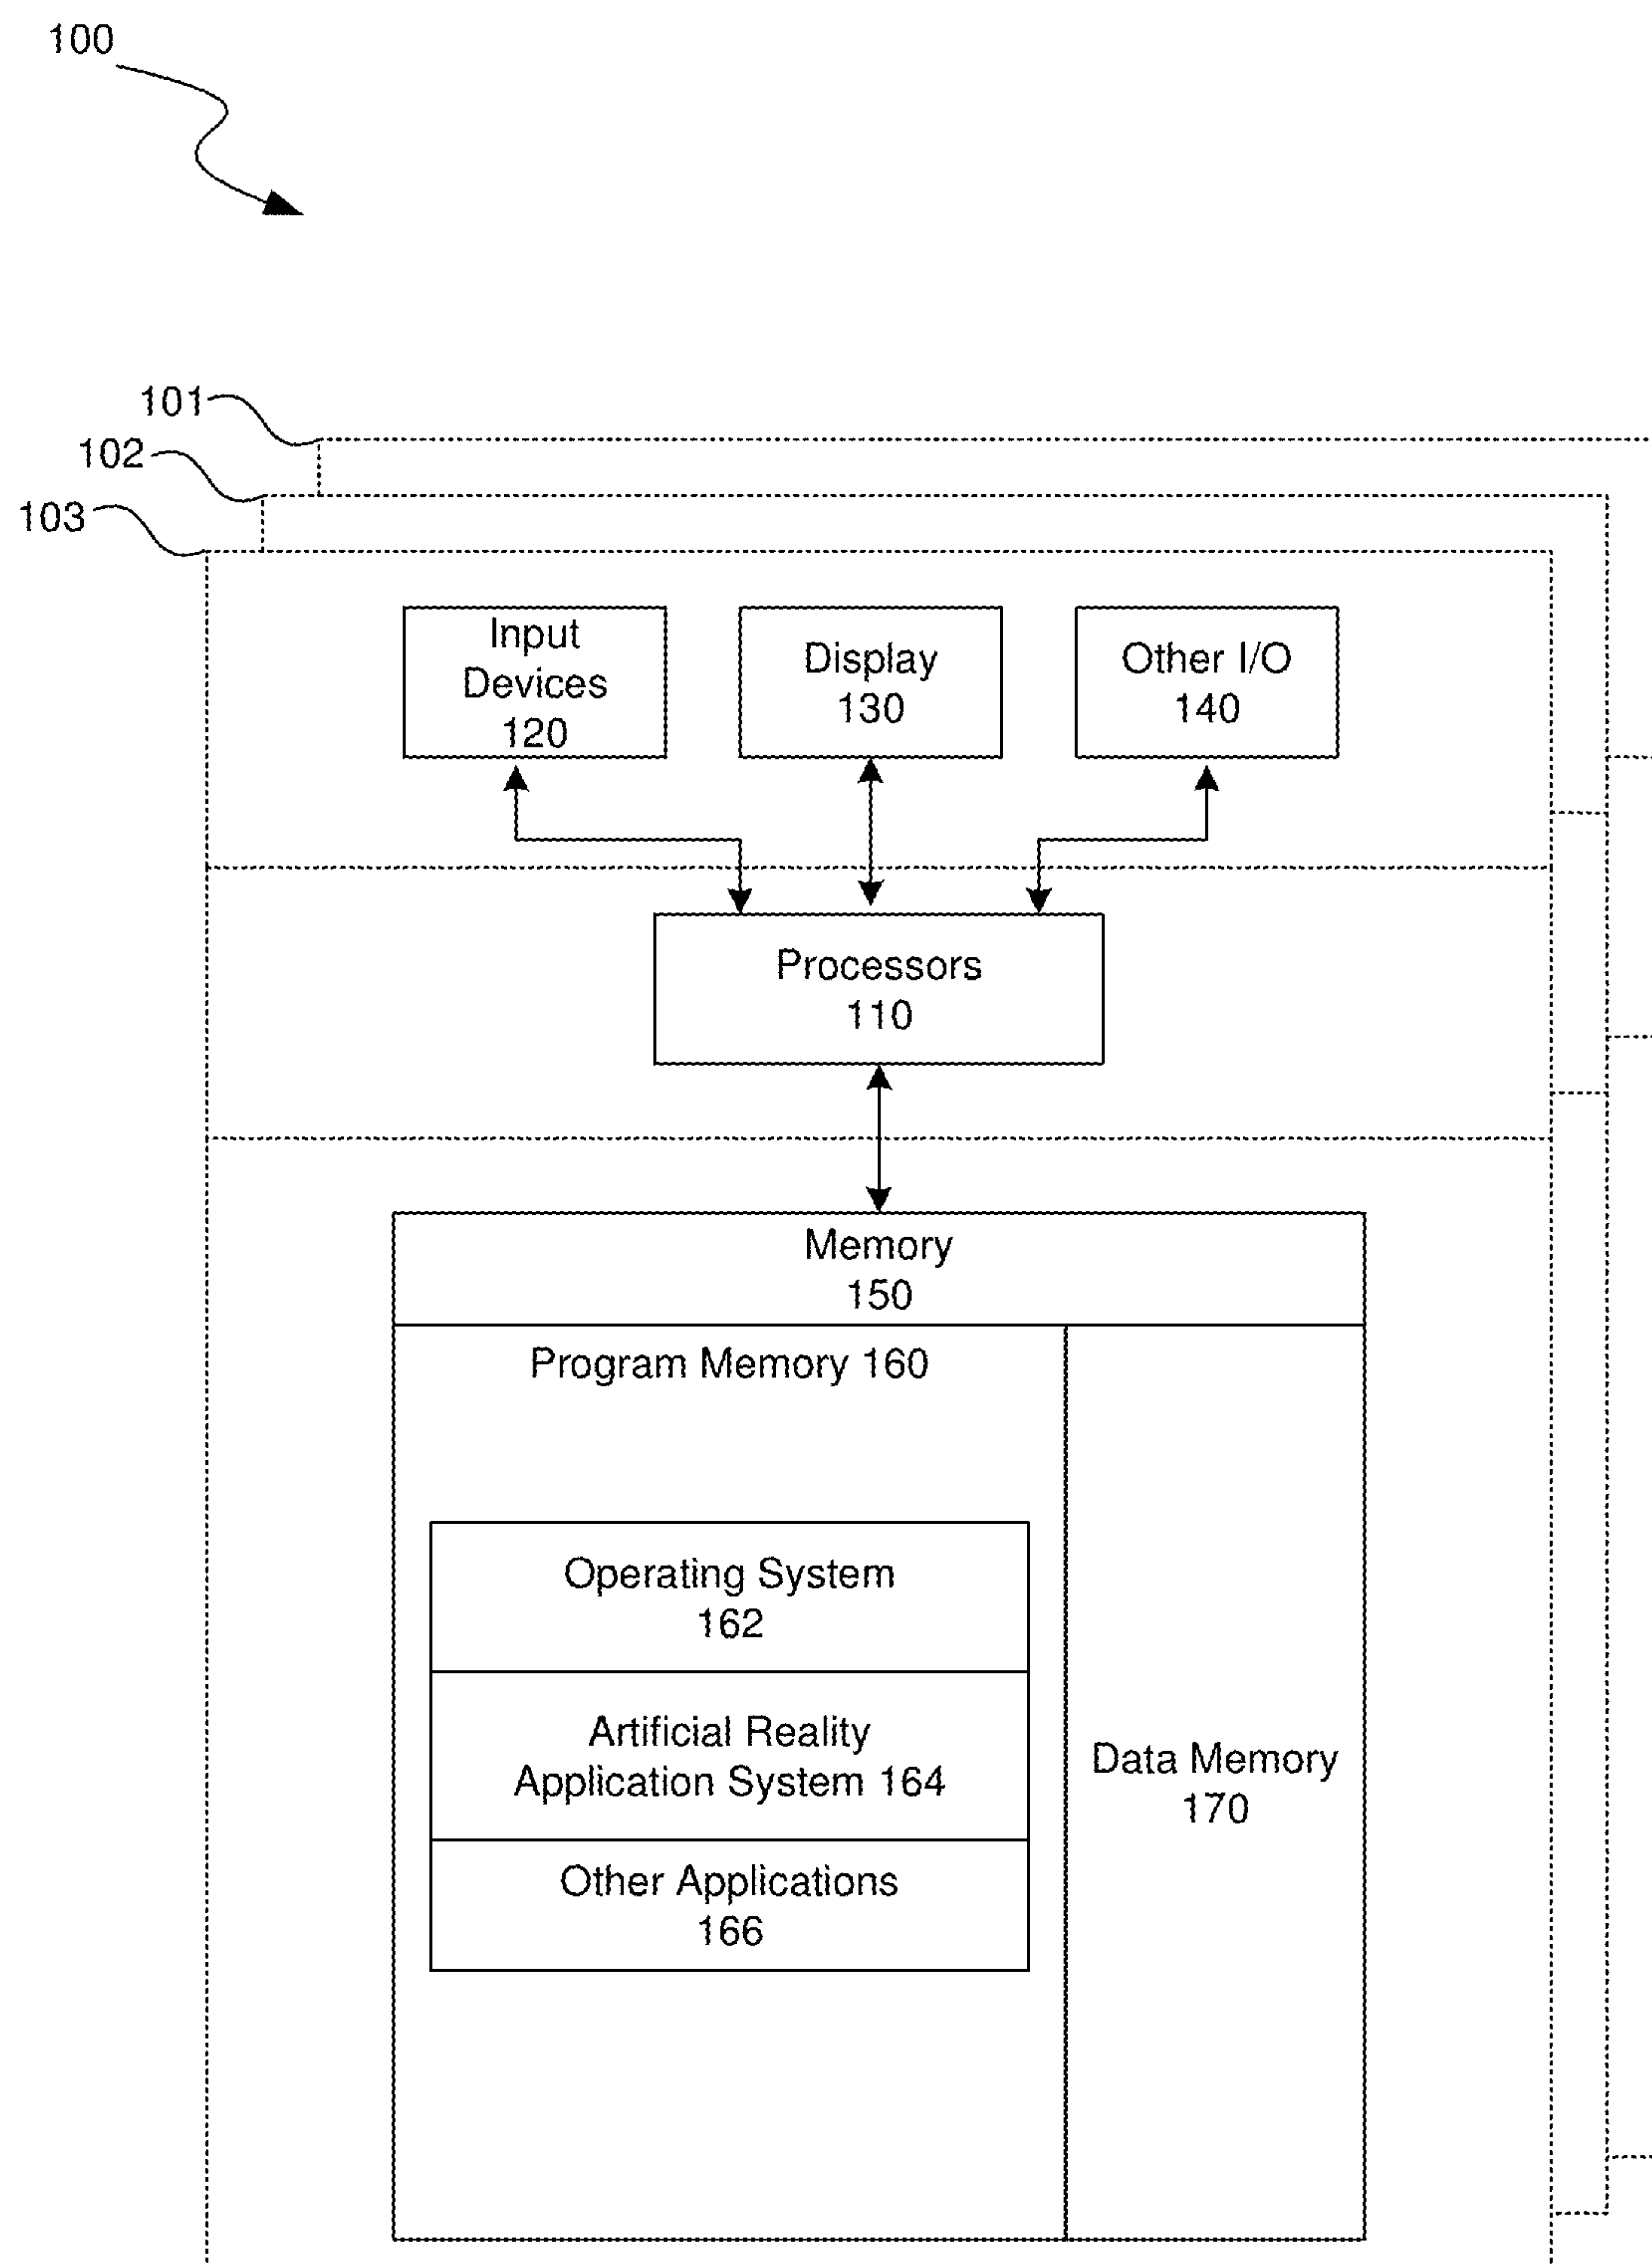 100
101
102
103
Input
Devices
120
Display
130
Other I/O
140
Processors
110
Memory
150
Program Memory 160
Operating System
162
Artificial Reality
Application System 164
Other Applications
166
Data Memory
170